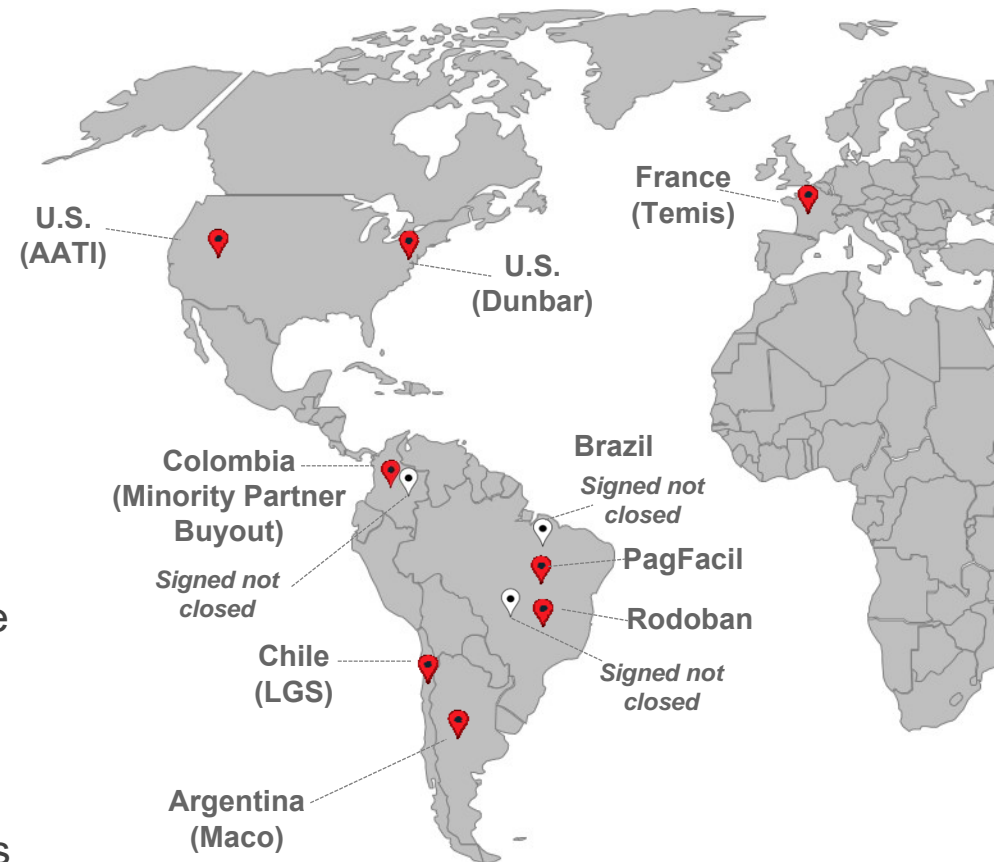 U.S.
(AATI)
U.S.
(Dunbar)
France
(Temis)
Colombia
(Minority Partner
Buyout)
Signed not
closed
Brazil
Signed not
closed
PagFacil
Rodoban
Signed not
closed
e
Chile
(LGS)
Argentina
(Maco)
s